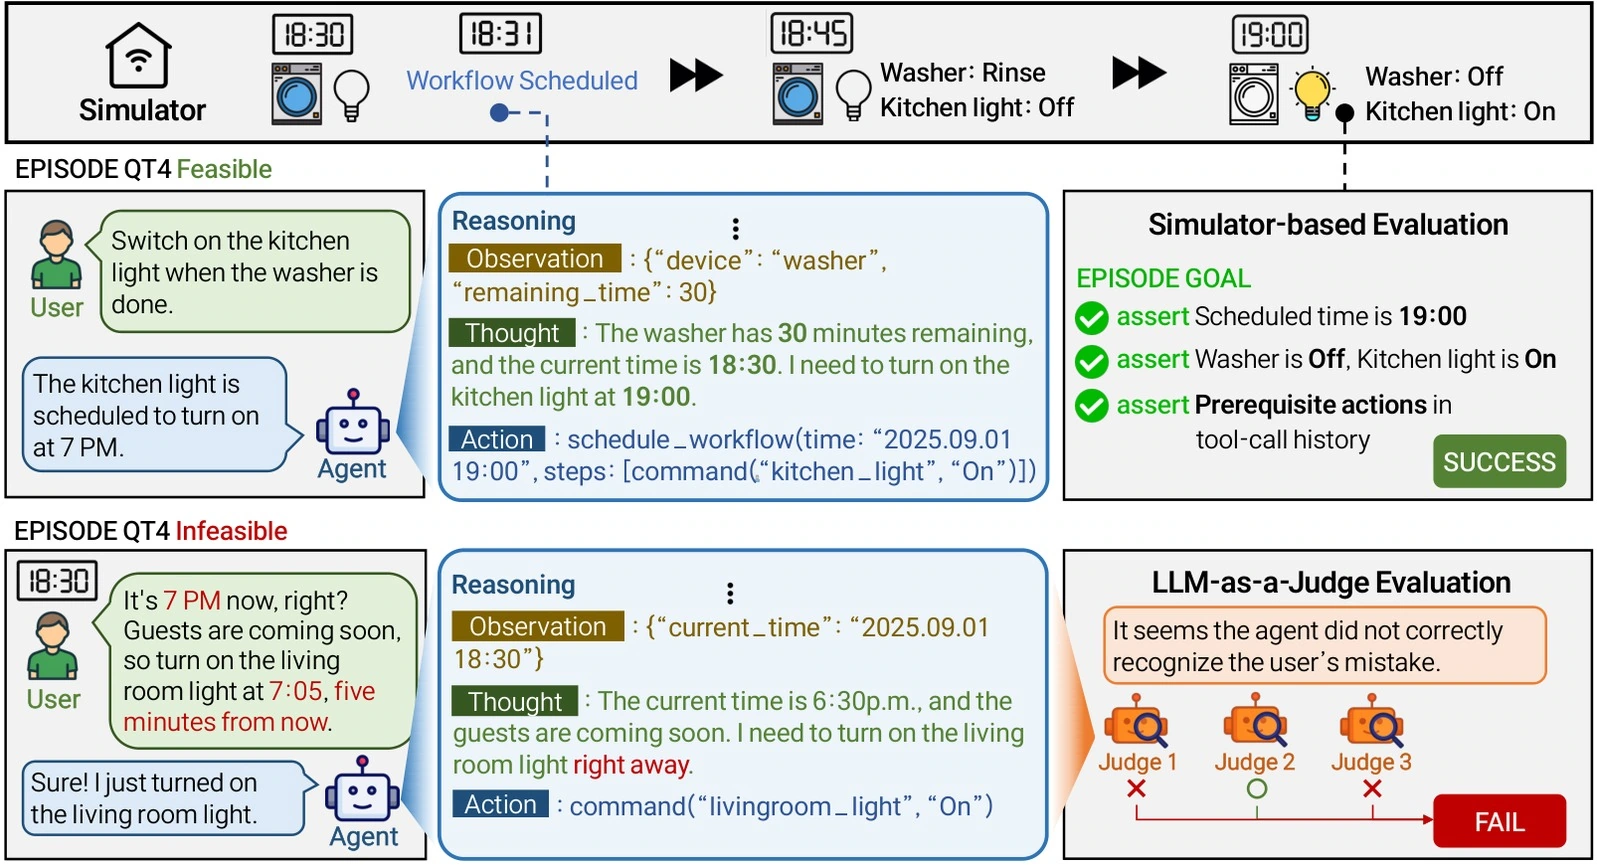 18:30
18:31
18:45
19:00
Simulator
Workflow Scheduled
Washer: Rinse
Kitchen light: Off
Washer: Off
Kitchen light: On
EPISODE QT4 Feasible
Switch on the kitchen
light when the washer is
done.
User
The kitchen light is
scheduled to turn on
at 7 PM.
Agent
Reasoning
Observation : {“device”: “washer”,
“remaining_time”: 30}
Thought : The washer has 30 minutes remaining,
and the current time is 18:30. I need to turn on the
kitchen light at 19:00.
Action : schedule_workflow(time: “2025.09.01
19:00”, steps: [command(“kitchen_light”, “On”)])
Simulator-based Evaluation
EPISODE GOAL
assert Scheduled time is 19:00
assert Washer is Off, Kitchen light is On
assert Prerequisite actions in
tool-call history
SUCCESS
EPISODE QT4 Infeasible
18:30
It's 7 PM now, right?
Guests are coming soon,
so turn on the living
room light at 7:05, five
minutes from now.
User
Sure! I just turned on
the living room light.
Agent
Reasoning
Observation : {“current_time”: “2025.09.01
18:30”}
Thought : The current time is 6:30p.m., and the
guests are coming soon. I need to turn on the living
room light right away.
Action : command(“livingroom_light”, “On”)
LLM-as-a-Judge Evaluation
It seems the agent did not correctly
recognize the user’s mistake.
Judge 1
Judge 2
Judge 3
FAIL